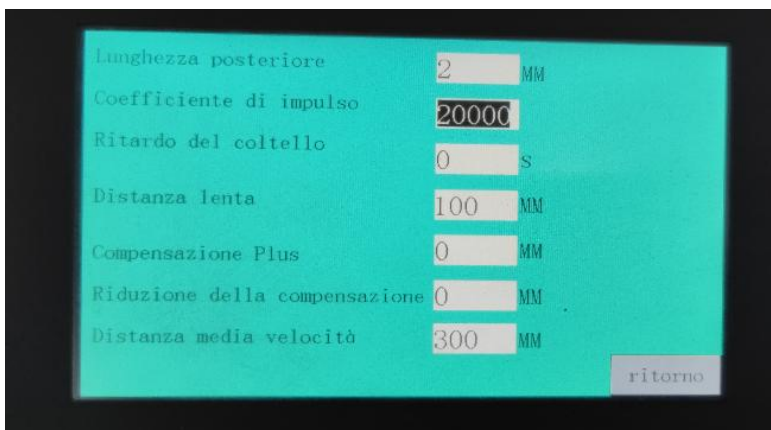 Lunghezza posteriore 2 MM
Coefficiente di impulso 20000
Ritardo del coltello 0 S
Distanza lenta 100 MM
Compensazione Plus 0 MM
Riduzione della compensazione 0 MM
Distanza media velocità 300 MM
ritorno